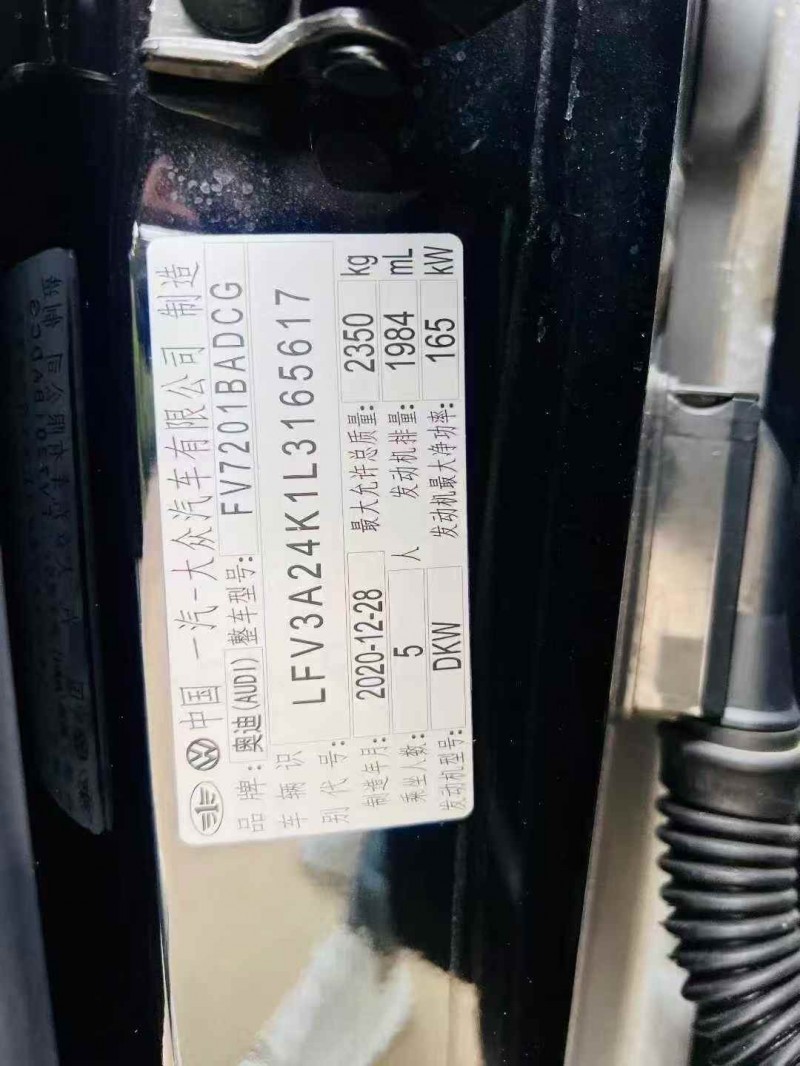 中国 一汽-大众汽车有限公司 制造
品牌: 奥迪(AUDI) 整车型号: FV7201BADCG
车辆识别代号: LFV3A24K1L3165617
制造年月: 2020-12-28 最大允许总质量: 2350 kg
乘坐人数: 5 人 发动机排量: 1984 mL
发动机型号: DKW 发动机最大净功率: 165 kW